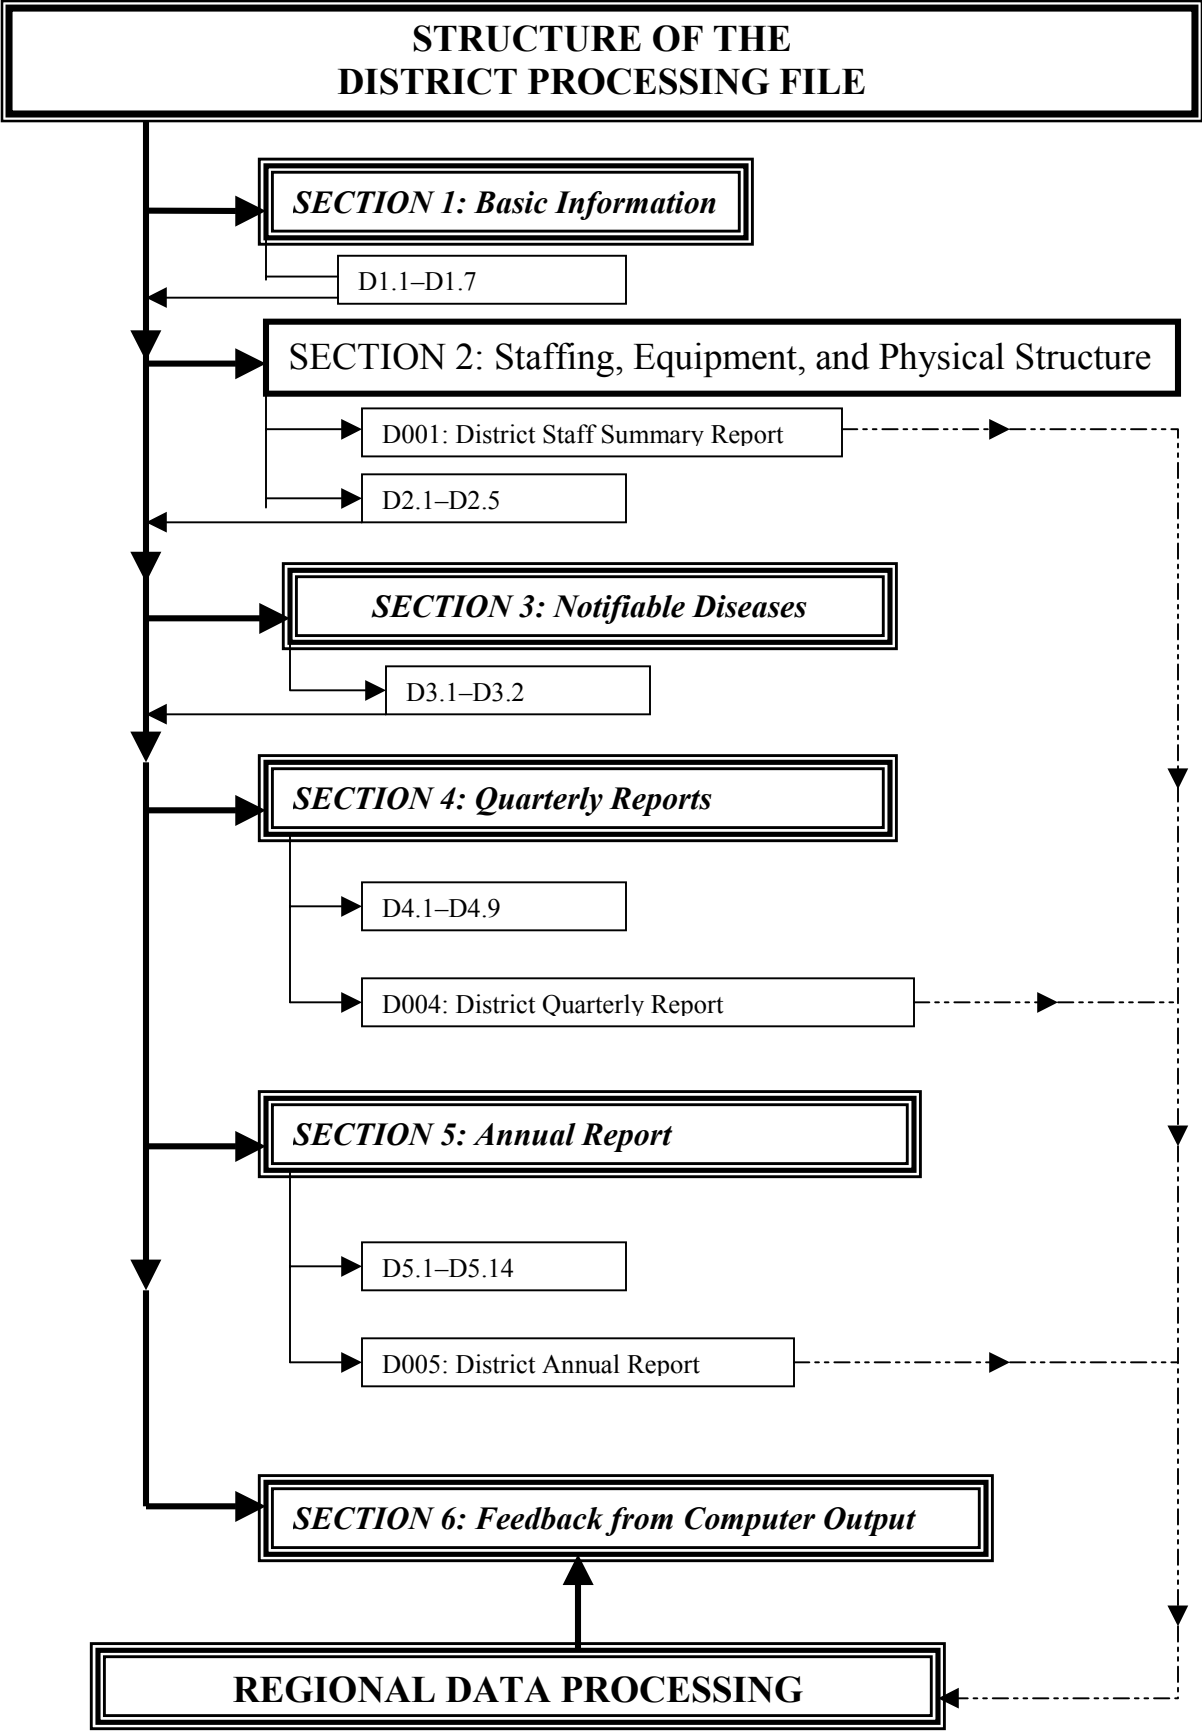 STRUCTURE OF THE
DISTRICT PROCESSING FILE
SECTION 1: Basic Information
D1.1–D1.7
SECTION 2: Staffing, Equipment, and Physical Structure
D001: District Staff Summary Report
D2.1–D2.5
SECTION 3: Notifiable Diseases
D3.1–D3.2
SECTION 4: Quarterly Reports
D4.1–D4.9
D004: District Quarterly Report
SECTION 5: Annual Report
D5.1–D5.14
D005: District Annual Report
SECTION 6: Feedback from Computer Output
REGIONAL DATA PROCESSING